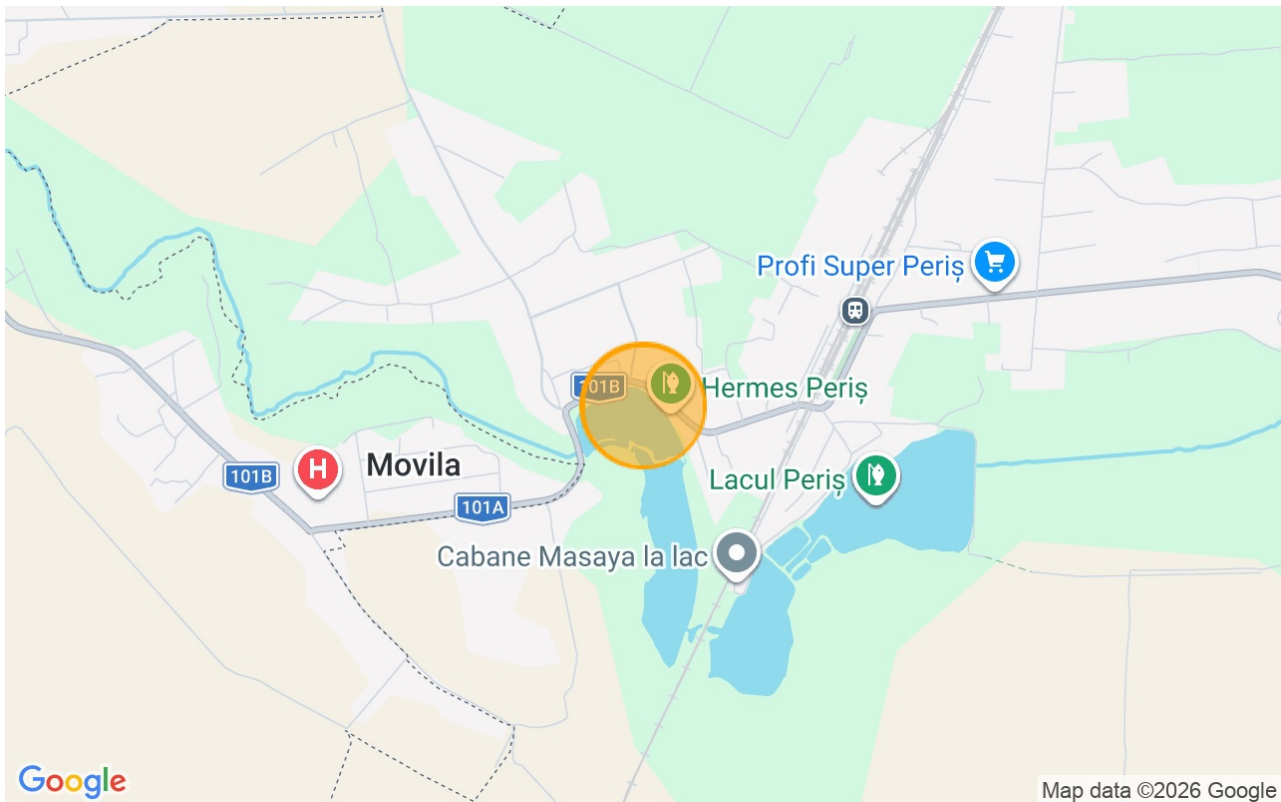 Profi Super Periș
101B
Hermes Periș
H
Movila
101B
Lacul Periș
101A
Cabane Masaya la lac
Google
Map data ©2026 Google